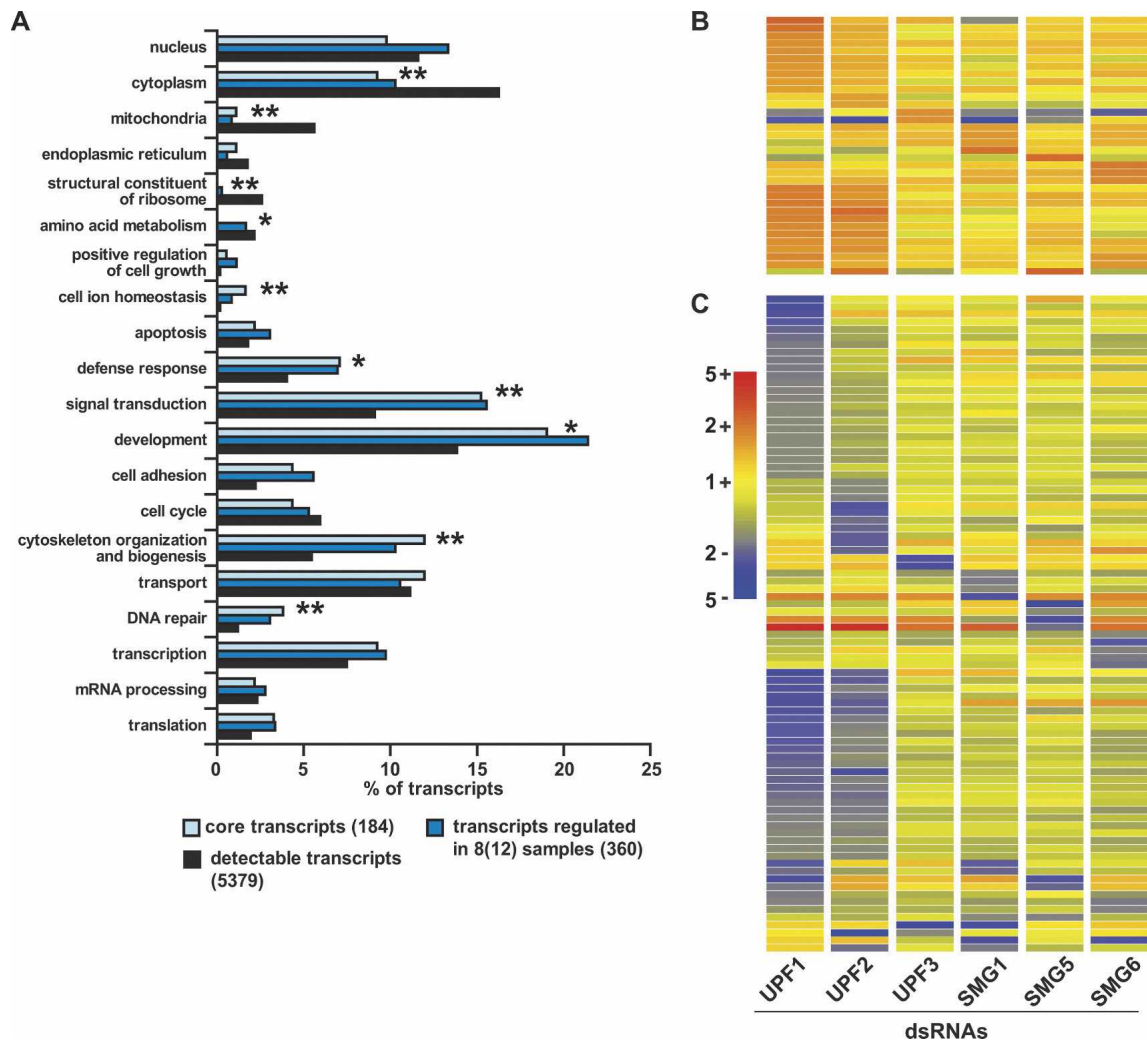 A
nucleus
cytoplasm
**
mitochondria
**
endoplasmic reticulum
structural constituent
of ribosome
**
amino acid metabolism
*
positive regulation
of cell growth
cell ion homeostasis
**
apoptosis
defense response
*
signal transduction
**
development
*
cell adhesion
cell cycle
cytoskeleton organization
and biogenesis
**
transport
DNA repair
**
transcription
mRNA processing
translation
0 5 10 15 20 25
% of transcripts
core transcripts (184)
detectable transcripts
(5379)
transcripts regulated
in 8(12) samples (360)
B
C
5+
2+
1+
2-
5-
UPF1 UPF2 UPF3 SMG1 SMG5 SMG6
dsRNAs